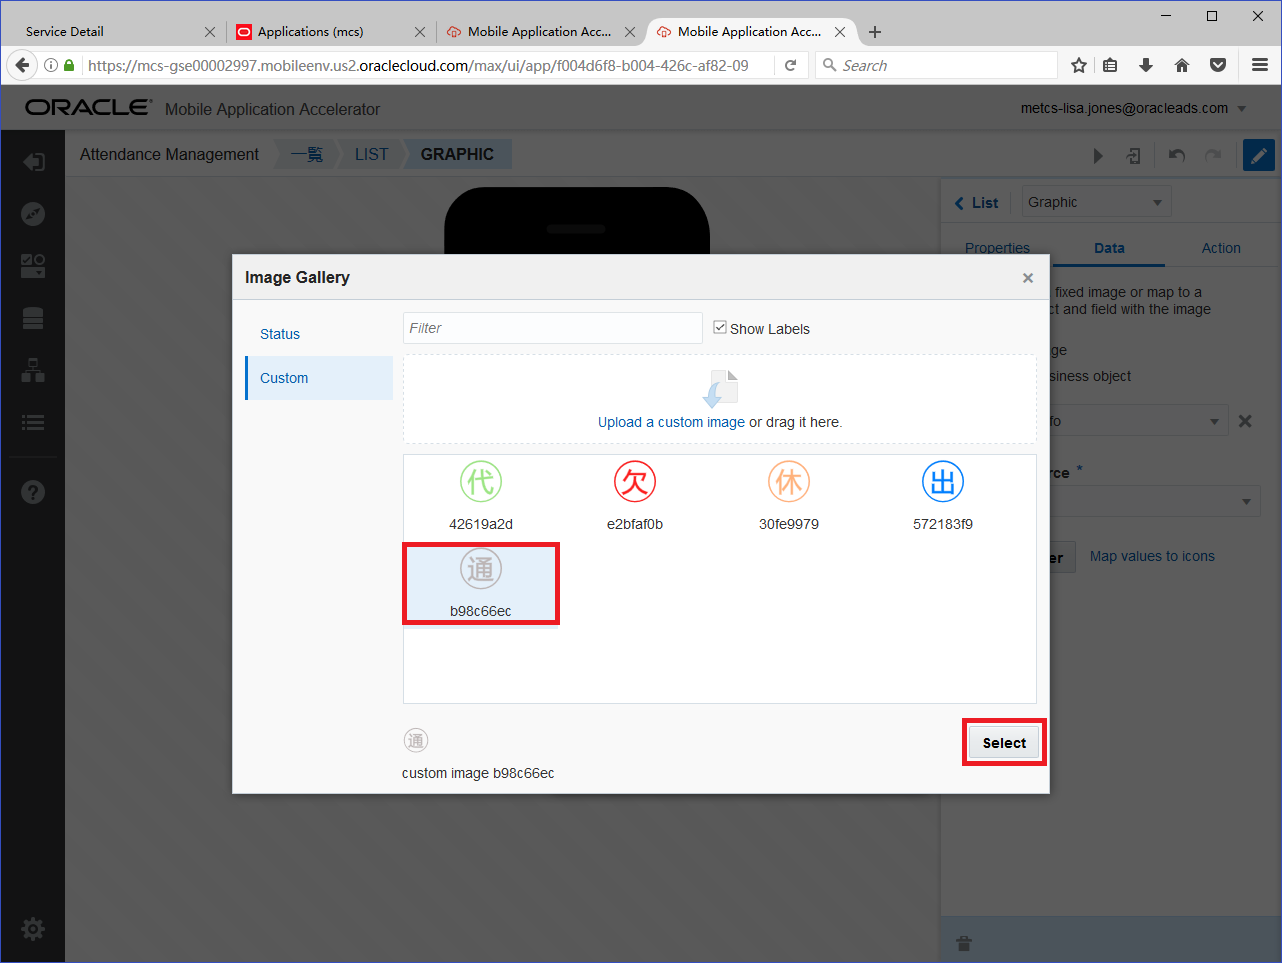 Service Detail
Applications (mcs)
Mobile Application Acc...
Mobile Application Acc...
https://mcs-gse00002997.mobileenv.us2.oraclecloud.com/max/ui/app/f004d6f8-b004-426c-af82-09
Search
ORACLE Mobile Application Accelerator
metcs-lisa.jones@oracleads.com
Attendance Management
一覧
LIST
GRAPHIC
List
Graphic
Properties
Data
Action
fixed image or map to a
ct and field with the image
ge
siness object
fo
rce *
er
Map values to icons
Image Gallery
Status
Custom
Filter
Show Labels
Upload a custom image or drag it here.
代
欠
休
出
42619a2d
e2bfaf0b
30fe9979
572183f9
通
b98c66ec
通
custom image b98c66ec
Select